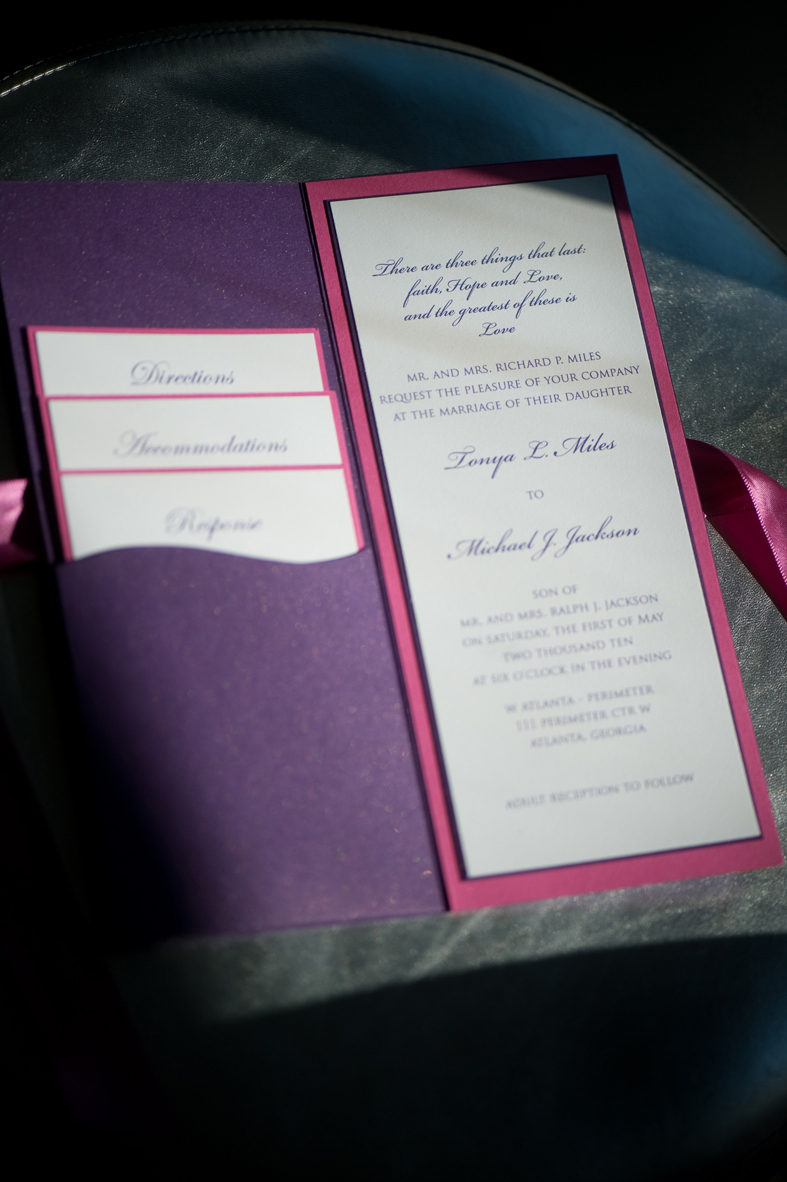 Directions
Accommodations
Response
There are three things that last:
faith, Hope and Love,
and the greatest of these is
Love
MR. AND MRS. RICHARD P. MILES
REQUEST THE PLEASURE OF YOUR COMPANY
AT THE MARRIAGE OF THEIR DAUGHTER
Tonya L. Miles
TO
Michael J. Jackson
SON OF
MR. AND MRS. RALPH J. JACKSON
ON SATURDAY, THE FIRST OF MAY
TWO THOUSAND TEN
AT SIX O'CLOCK IN THE EVENING
W ATLANTA - PERIMETER
111 PERIMETER CTR W
ATLANTA, GEORGIA
ADULT RECEPTION TO FOLLOW